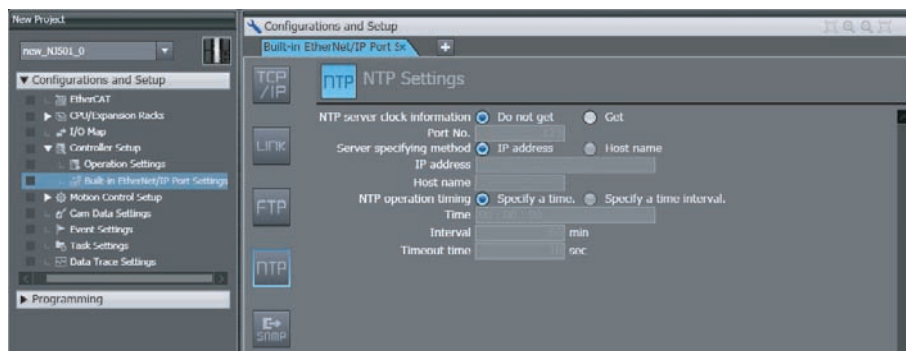 New Project
new_NJ501_0
Configurations and Setup
EtherCAT
CPU/Expansion Racks
I/O Map
Controller Setup
Operation Settings
Built-in EtherNet/IP Port Settings
Motion Control Setup
Cam Data Settings
Event Settings
Task Settings
Data Trace Settings
Programming
Configurations and Setup
Built-in EtherNet/IP Port S
TCP
/IP
LINK
FTP
NTP
SNMP
NTP NTP Settings
NTP server clock information Do not get Get
Port No.
Server specifying method IP address Host name
IP address
Host name
NTP operation timing Specify a time. Specify a time interval.
Time
Interval min
Timeout time sec